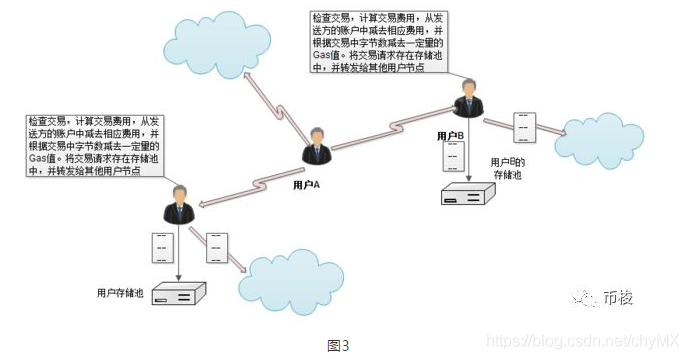 检查交易，计算交易费用，从发
送方的账户中减去相应费用，并
根据交易中字节数减去一定量的
Gas值。将交易请求存在存储池
中，并转发给其他用户节点
检查交易，计算交易费用，从发
送方的账户中减去相应费用，并
根据交易中字节数减去一定量的
Gas值。将交易请求存在存储池
中，并转发给其他用户节点
用户A
用户B
用户B的
存储池
用户存储池
币棱
https://blog.csdn.net/chyMX
图3